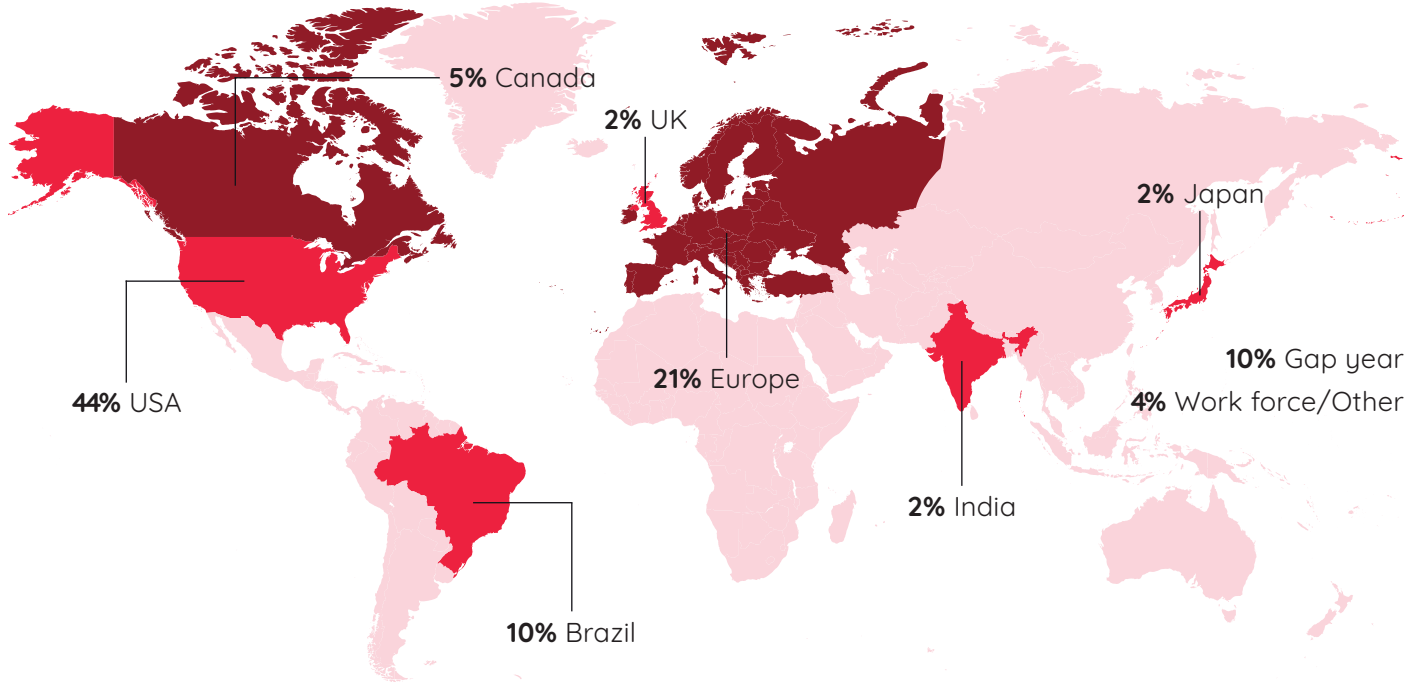 5% Canada
2% UK
2% Japan
10% Gap year
21% Europe
44% USA
4% Work force/Other
2% India
10% Brazil